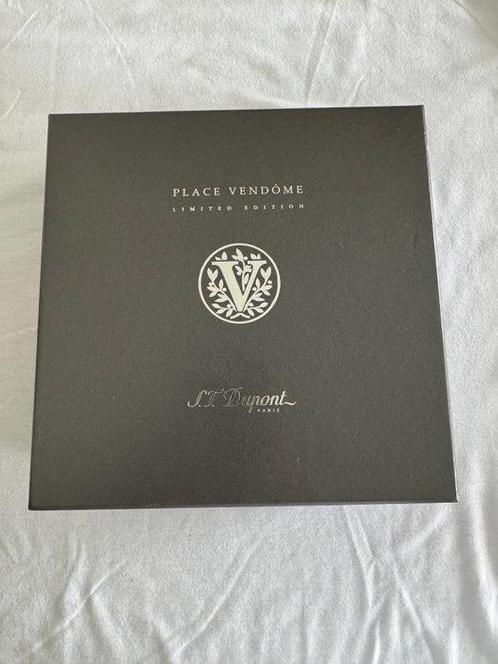 PLACE VENDÔME
LIMITED EDITION
V
S.T. Dupont
PARIS